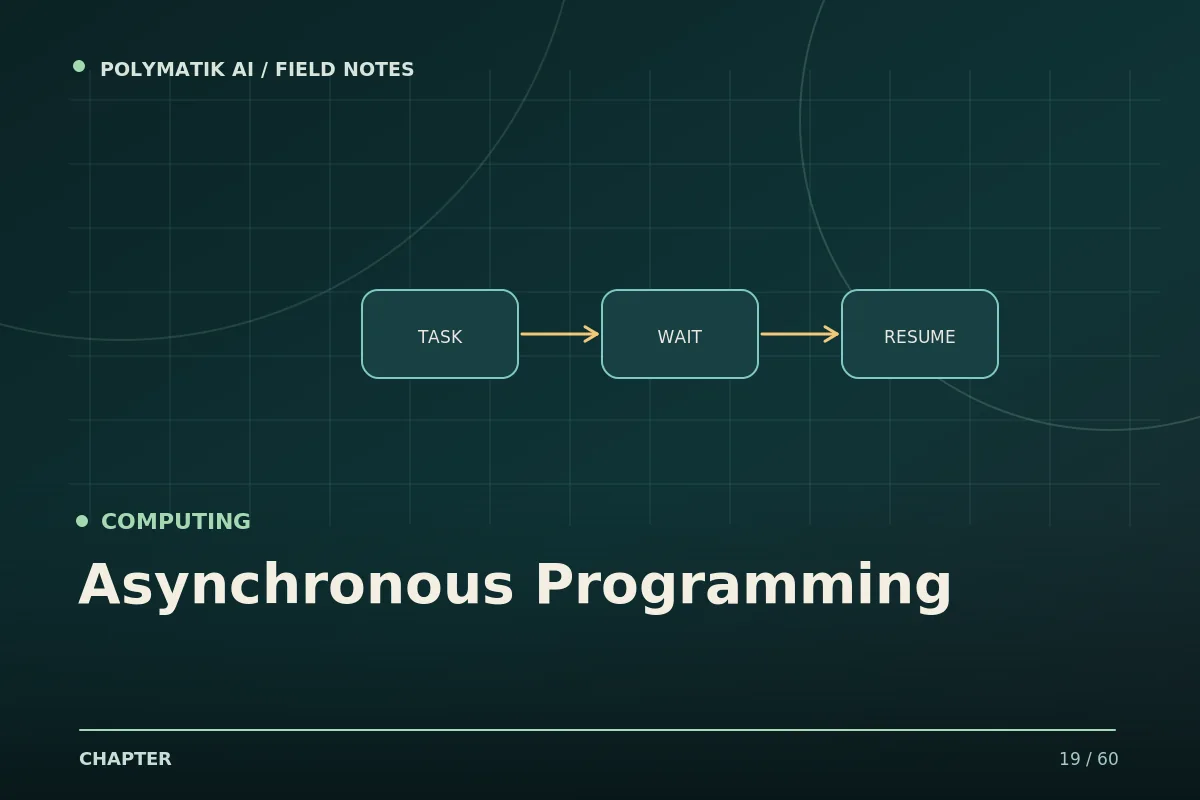 POLYMATIK AI / FIELD NOTES
TASK
WAIT
RESUME
COMPUTING
Asynchronous Programming
CHAPTER
19 / 60